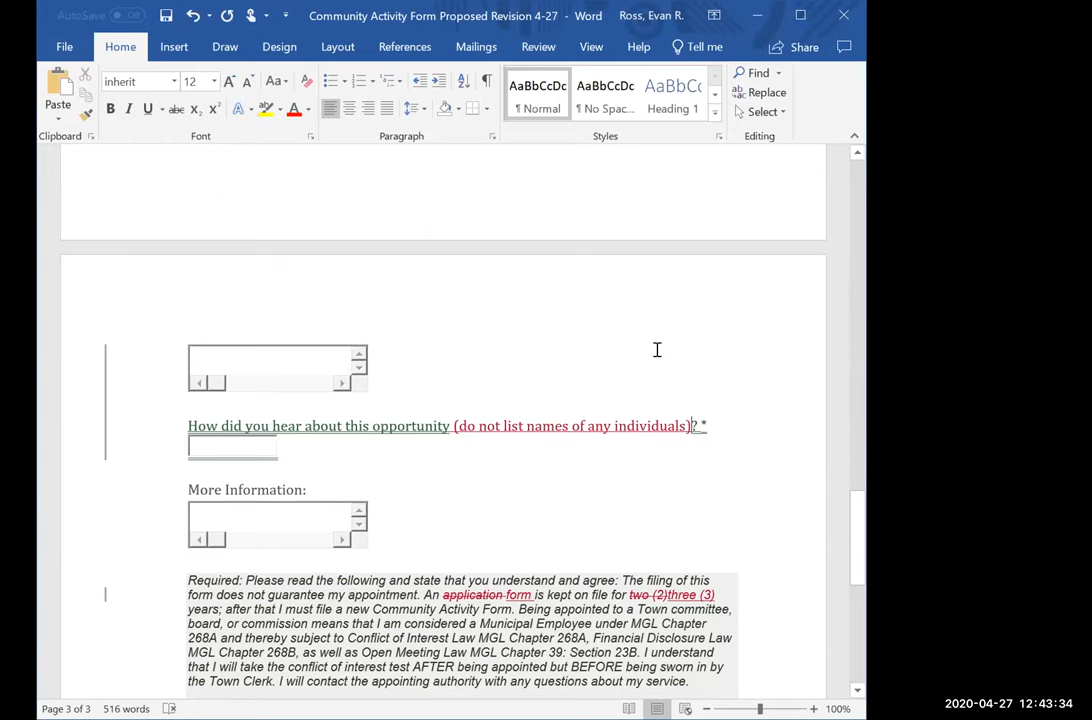 AutoSave Off
Community Activity Form Proposed Revision 4-27 - Word
Ross, Evan R.
File Home Insert Draw Design Layout References Mailings Review View Help Tell me Share
Paste
inherit 12 A A Aa
B I U abc X2 X2 A A
AaBbCcDc AaBbCcDc AaBbCc
¶ Normal ¶ No Spac... Heading 1
Find
Replace
Select
Clipboard Font Paragraph Styles Editing
How did you hear about this opportunity (do not list names of any individuals)? *
More Information:
Required: Please read the following and state that you understand and agree: The filing of this
form does not guarantee my appointment. An application form is kept on file for two (2)three (3)
years; after that I must file a new Community Activity Form. Being appointed to a Town committee,
board, or commission means that I am considered a Municipal Employee under MGL Chapter
268A and thereby subject to Conflict of Interest Law MGL Chapter 268A, Financial Disclosure Law
MGL Chapter 268B, as well as Open Meeting Law MGL Chapter 39: Section 23B. I understand
that I will take the conflict of interest test AFTER being appointed but BEFORE being sworn in by
the Town Clerk. I will contact the appointing authority with any questions about my service.
Page 3 of 3 516 words 100%
2020-04-27 12:43:34